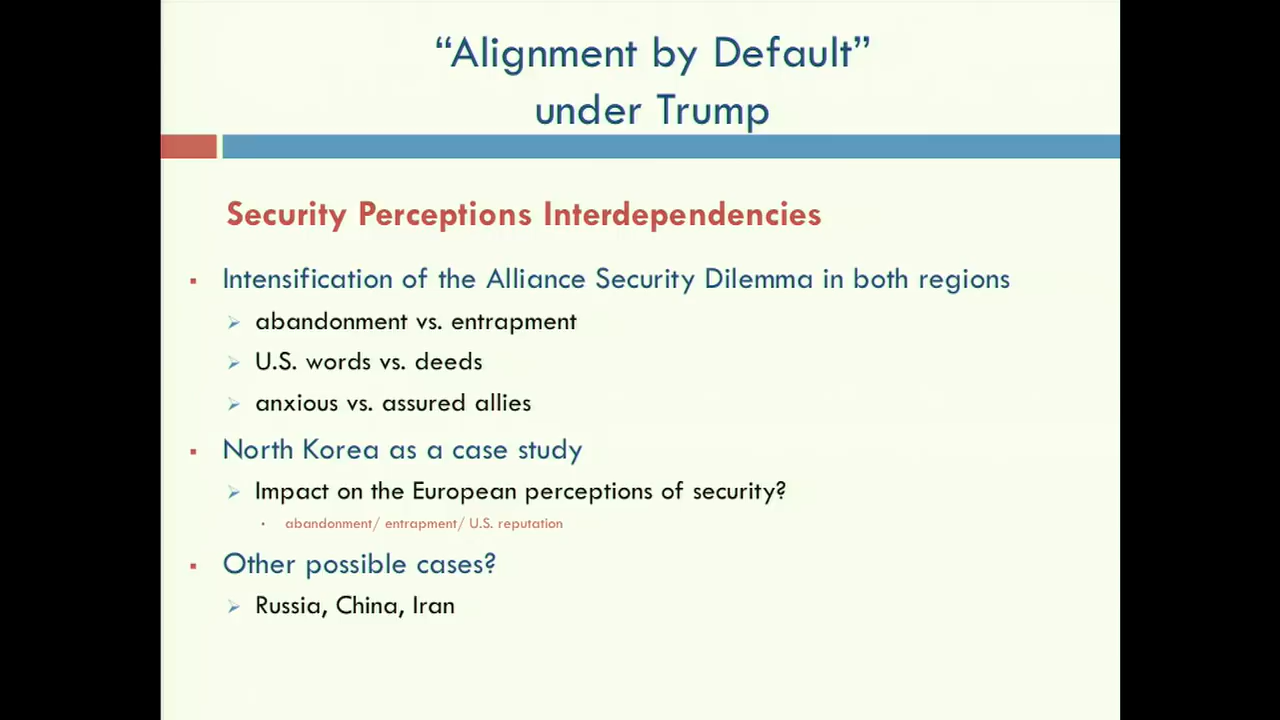 “Alignment by Default”
under Trump
Security Perceptions Interdependencies
▪ Intensification of the Alliance Security Dilemma in both regions
➢ abandonment vs. entrapment
➢ U.S. words vs. deeds
➢ anxious vs. assured allies
▪ North Korea as a case study
➢ Impact on the European perceptions of security?
• abandonment/ entrapment/ U.S. reputation
▪ Other possible cases?
➢ Russia, China, Iran